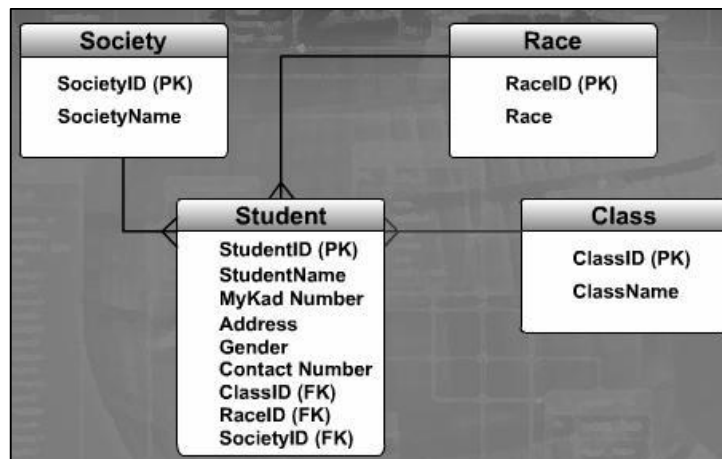 Society
SocietyID (PK)
SocietyName
Race
RaceID (PK)
Race
Student
StudentID (PK)
StudentName
MyKad Number
Address
Gender
Contact Number
ClassID (FK)
RaceID (FK)
SocietyID (FK)
Class
ClassID (PK)
ClassName